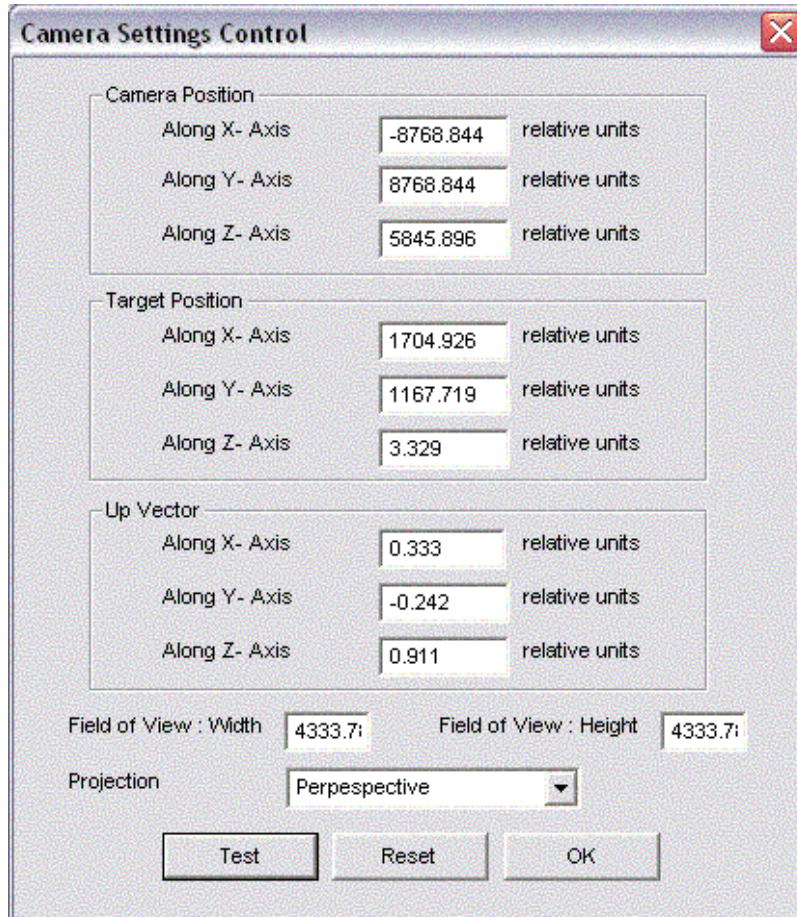 Camera Settings Control
Camera Position
Along X- Axis -8768.844 relative units
Along Y- Axis 8768.844 relative units
Along Z- Axis 5845.896 relative units
Target Position
Along X- Axis 1704.926 relative units
Along Y- Axis 1167.719 relative units
Along Z- Axis 3.329 relative units
Up Vector
Along X- Axis 0.333 relative units
Along Y- Axis -0.242 relative units
Along Z- Axis 0.911 relative units
Field of View : Width 4333.7 Field of View : Height 4333.7
Projection Perpespective
Test Reset OK